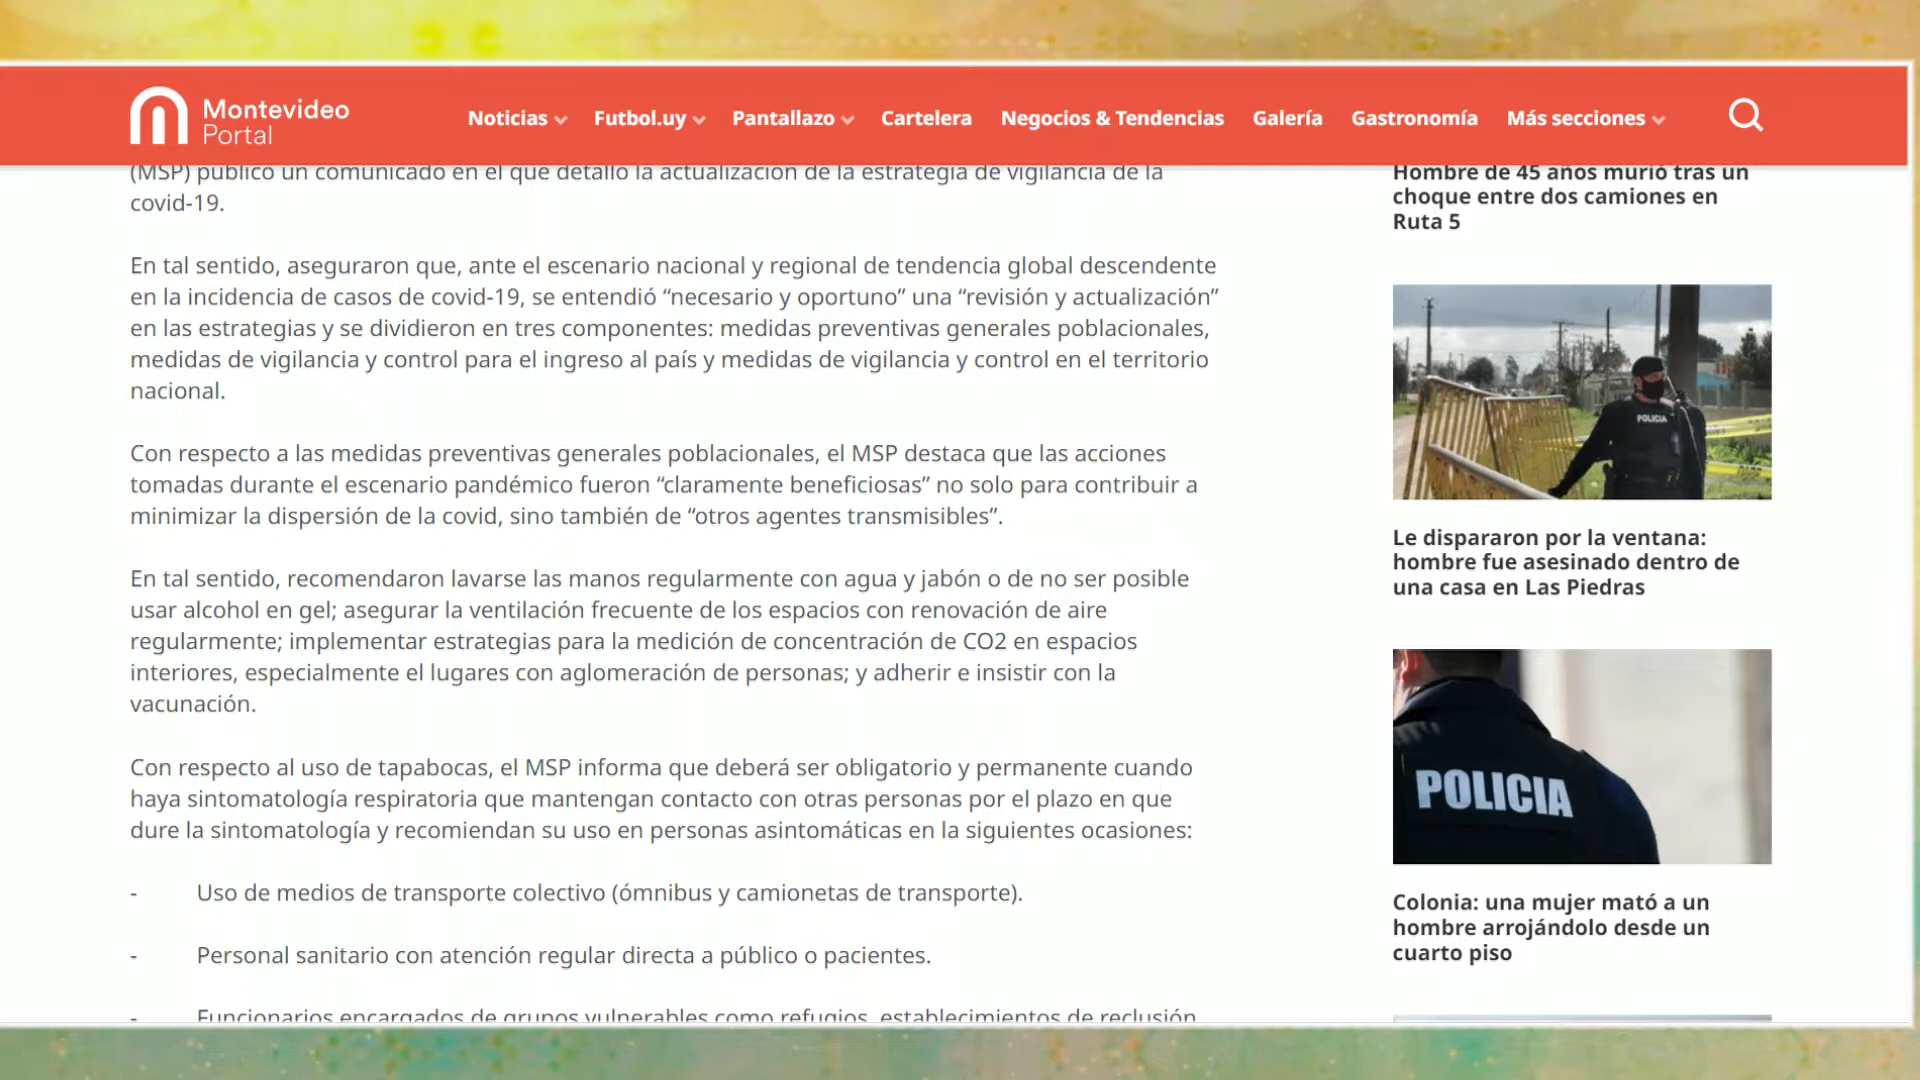 Montevideo
Portal
Noticias
Futbol.uy
Pantallazo
Cartelera
Negocios & Tendencias
Galería
Gastronomía
Más secciones
(MSP) publicó un comunicado en el que detalló la actualización de la estrategia de vigilancia de la
covid-19.
En tal sentido, aseguraron que, ante el escenario nacional y regional de tendencia global descendente
en la incidencia de casos de covid-19, se entendió “necesario y oportuno” una “revisión y actualización”
en las estrategias y se dividieron en tres componentes: medidas preventivas generales poblacionales,
medidas de vigilancia y control para el ingreso al país y medidas de vigilancia y control en el territorio
nacional.
Con respecto a las medidas preventivas generales poblacionales, el MSP destaca que las acciones
tomadas durante el escenario pandémico fueron “claramente beneficiosas” no solo para contribuir a
minimizar la dispersión de la covid, sino también de “otros agentes transmisibles”.
En tal sentido, recomendaron lavarse las manos regularmente con agua y jabón o de no ser posible
usar alcohol en gel; asegurar la ventilación frecuente de los espacios con renovación de aire
regularmente; implementar estrategias para la medición de concentración de CO2 en espacios
interiores, especialmente el lugares con aglomeración de personas; y adherir e insistir con la
vacunación.
Con respecto al uso de tapabocas, el MSP informa que deberá ser obligatorio y permanente cuando
haya sintomatología respiratoria que mantengan contacto con otras personas por el plazo en que
dure la sintomatología y recomiendan su uso en personas asintomáticas en la siguientes ocasiones:
- Uso de medios de transporte colectivo (ómnibus y camionetas de transporte).
- Personal sanitario con atención regular directa a público o pacientes.
- Funcionarios encargados de grupos vulnerables como refugios, establecimientos de reclusión
Hombre de 45 años murió tras un
choque entre dos camiones en
Ruta 5
POLICIA
Le dispararon por la ventana:
hombre fue asesinado dentro de
una casa en Las Piedras
POLICIA
Colonia: una mujer mató a un
hombre arrojándolo desde un
cuarto piso